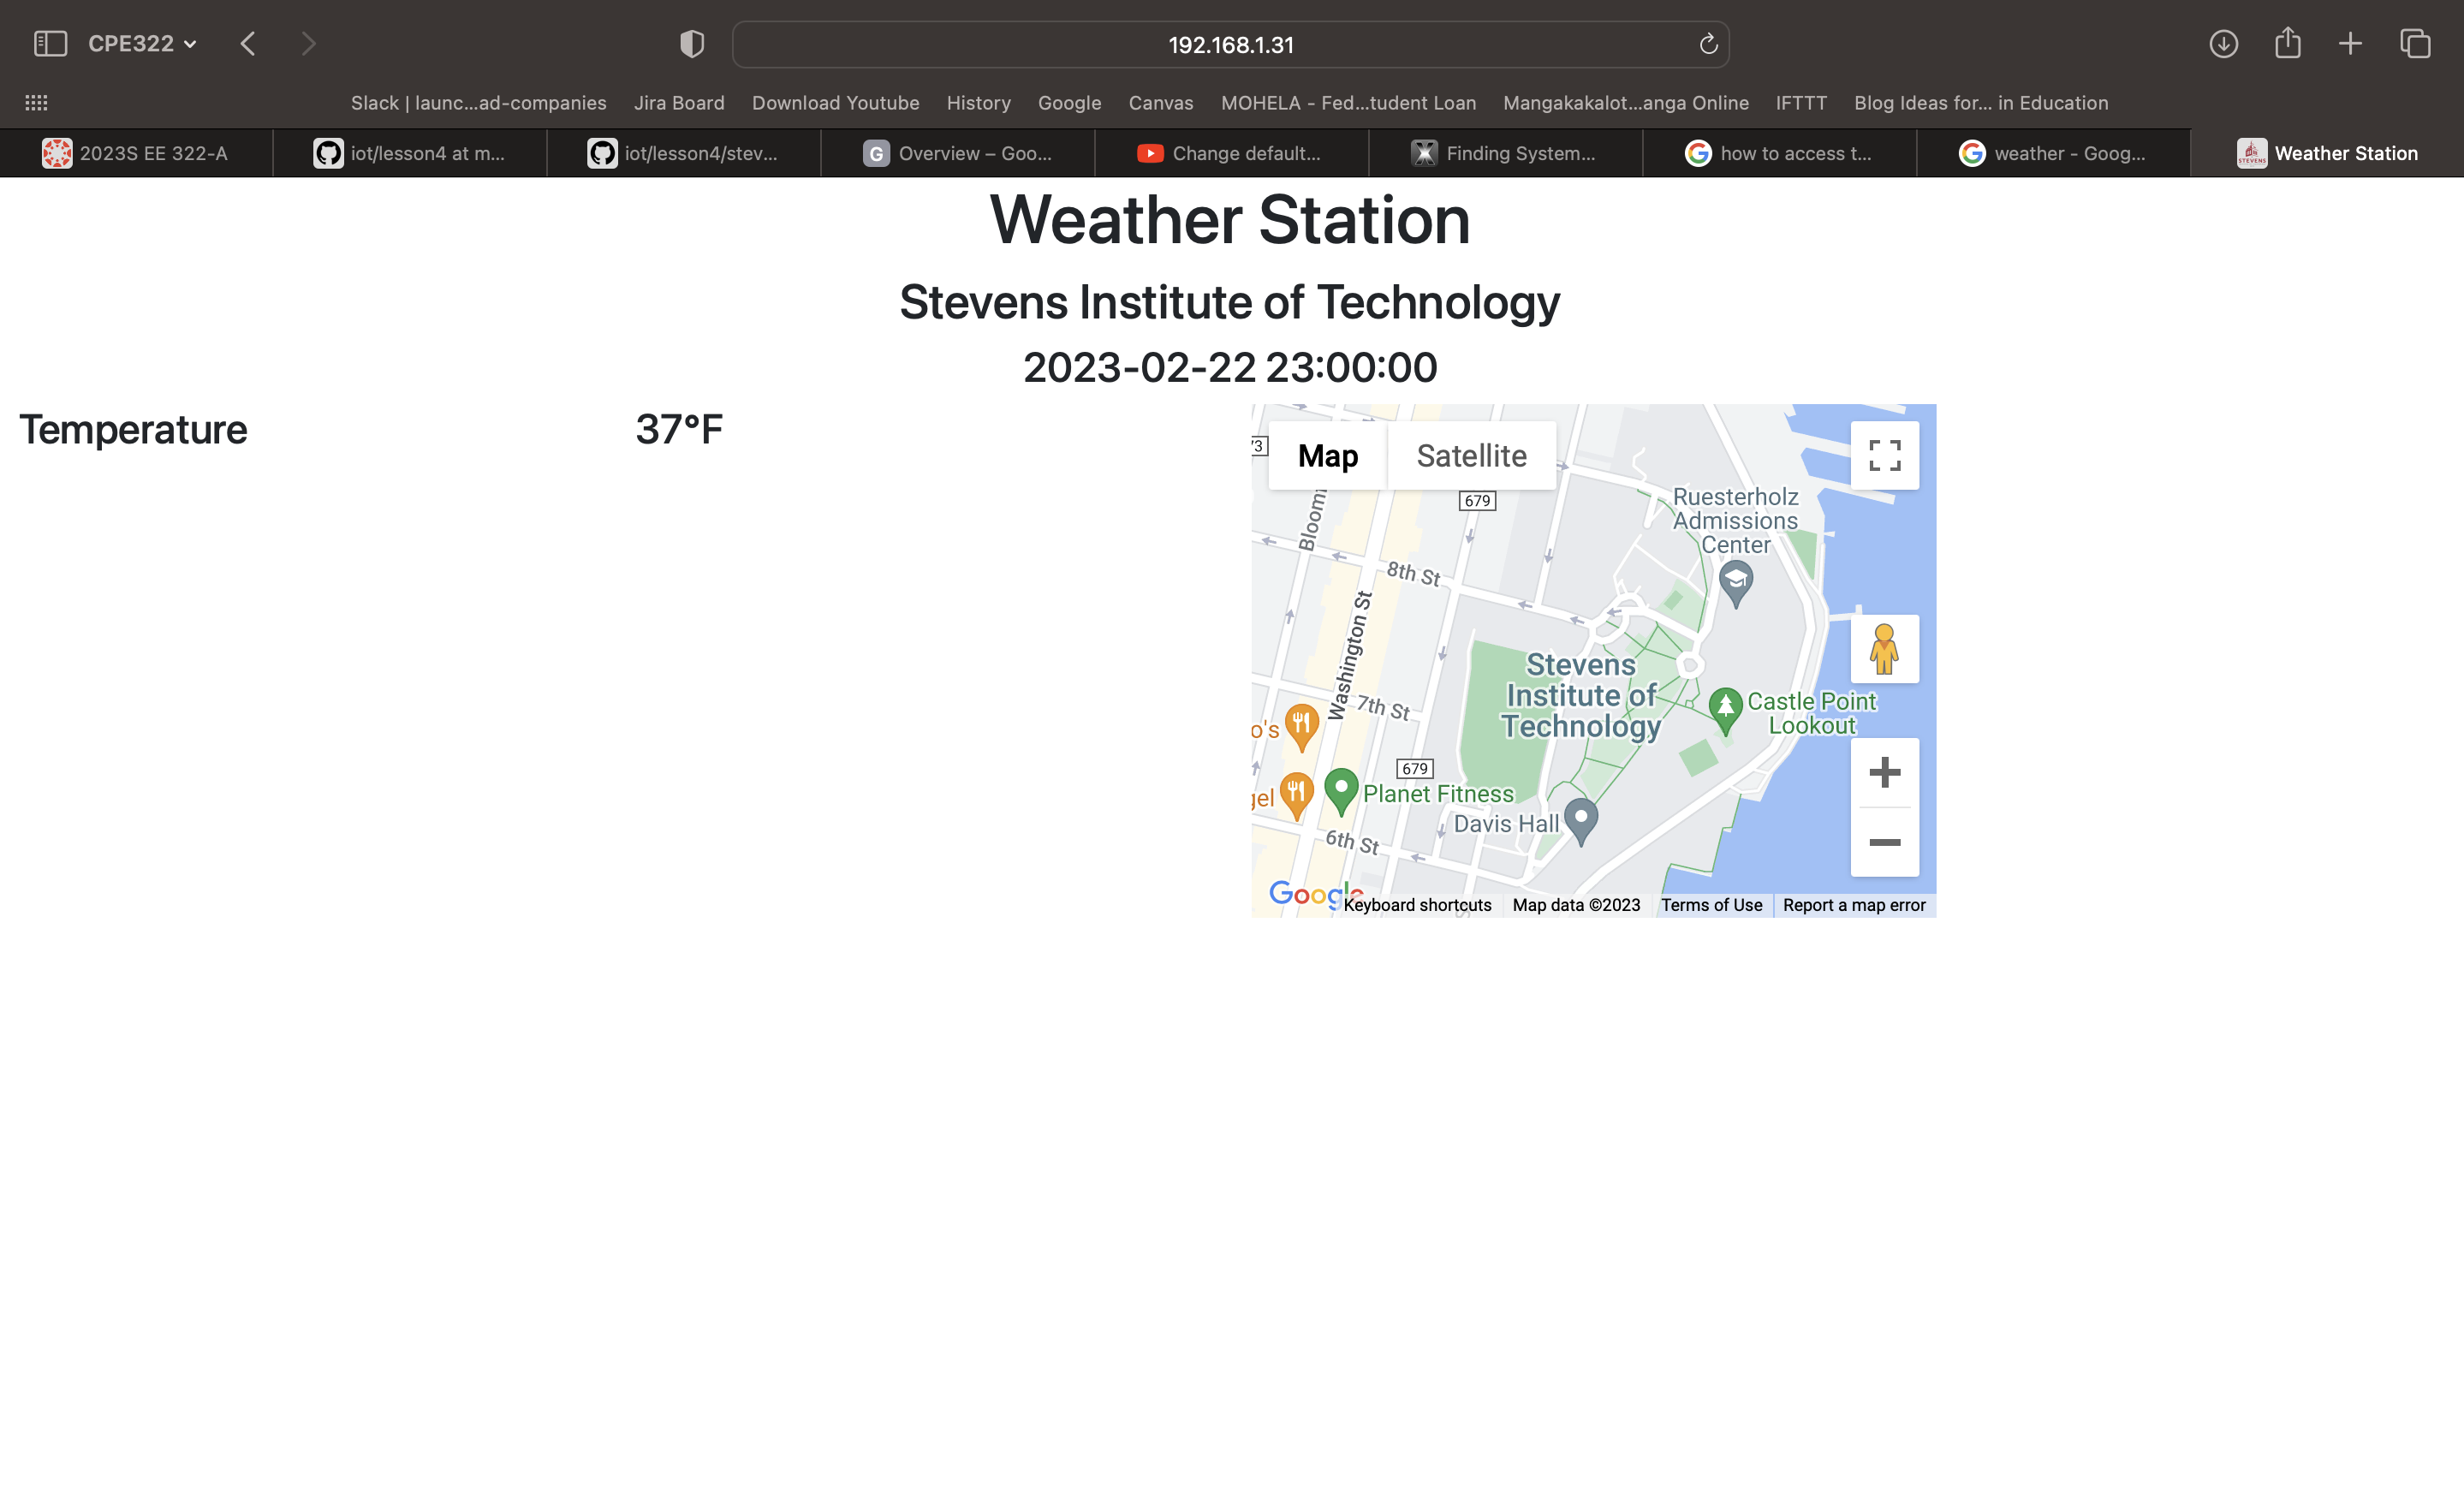 CPE322
192.168.1.31
Slack | launc...ad-companies
Jira Board
Download Youtube
History
Google
Canvas
MOHELA - Fed...tudent Loan
Mangakakalot...anga Online
IFTTT
Blog Ideas for... in Education
2023S EE 322-A
iot/lesson4 at m...
iot/lesson4/stev...
G
Overview – Goo...
Change default...
Finding System...
how to access t...
weather - Goog...
STEVENS
Weather Station
Weather Station
Stevens Institute of Technology
2023-02-22 23:00:00
Temperature
37°F
Map
Satellite
679
Ruesterholz
Admissions
Center
Bloom
8th St
Washington St
Stevens
Institute of
Technology
7th St
Castle Point
Lookout
o's
679
gel
Planet Fitness
Davis Hall
6th St
Google
Keyboard shortcuts
Map data ©2023
Terms of Use
Report a map error